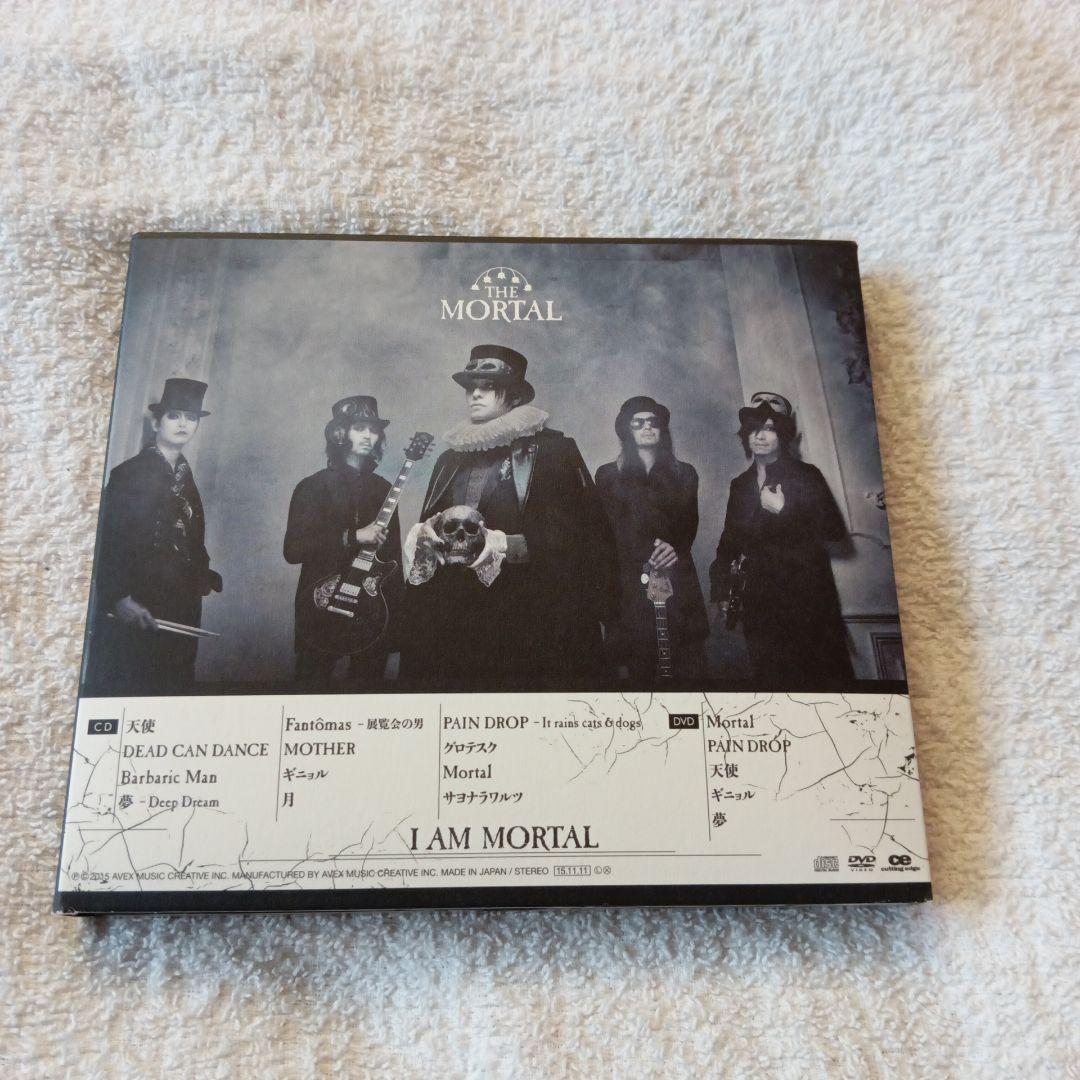 THE
MORTAL
CD
天使
DEAD CAN DANCE
Barbaric Man
夢 - Deep Dream
Fantômas - 展覧会の男
MOTHER
ギニョル
月
PAIN DROP - It rains cats & dogs
グロテスク
Mortal
サヨナラワルツ
DVD
Mortal
PAIN DROP
天使
ギニョル
夢
I AM MORTAL
Ⓟ©2015 AVEX MUSIC CREATIVE INC. MANUFACTURED BY AVEX MUSIC CREATIVE INC. MADE IN JAPAN / STEREO 15.11.11 Ⓛ Ⓧ
disc
DVD
VIDEO
ce
cutting edge